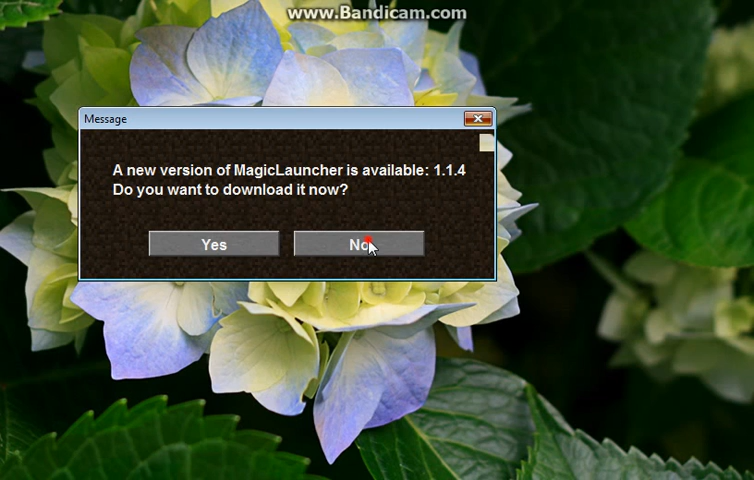 www.Bandicam.com
Message
A new version of MagicLauncher is available: 1.1.4
Do you want to download it now?
Yes
No